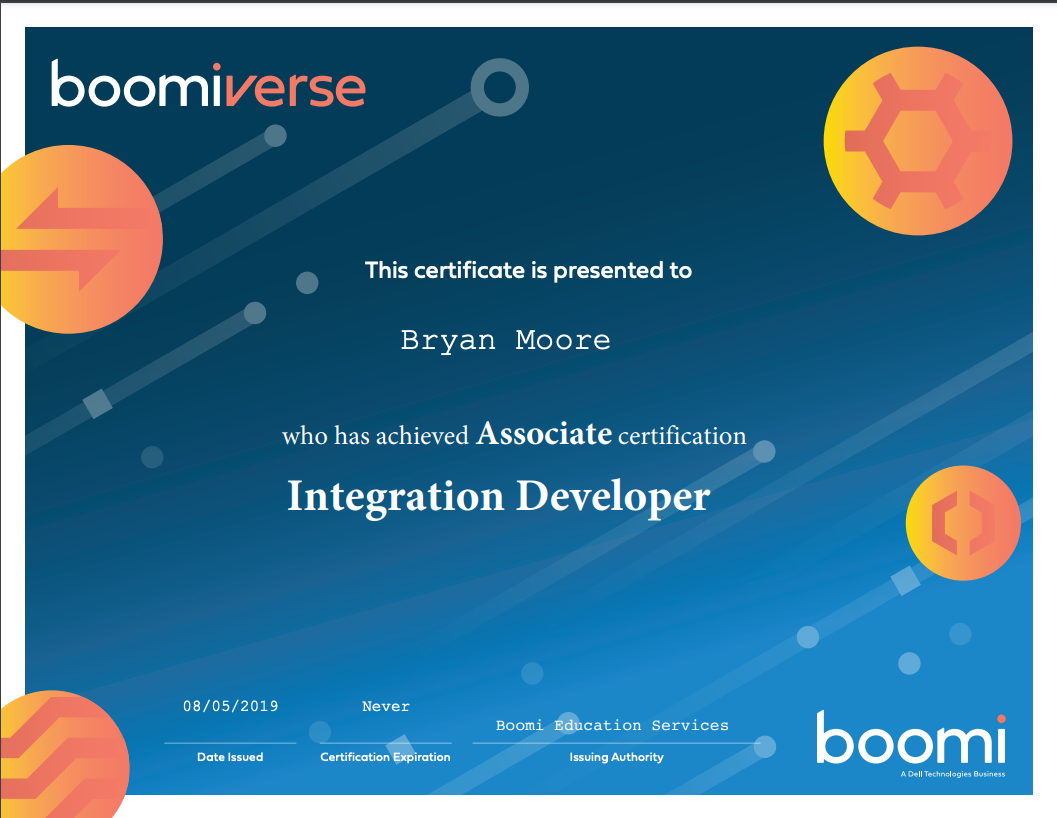 boomiverse
This certificate is presented to
Bryan Moore
who has achieved Associate certification
Integration Developer
08/05/2019
Never
Boomi Education Services
Date Issued
Certification Expiration
Issuing Authority
boomi
A Dell Technologies Business